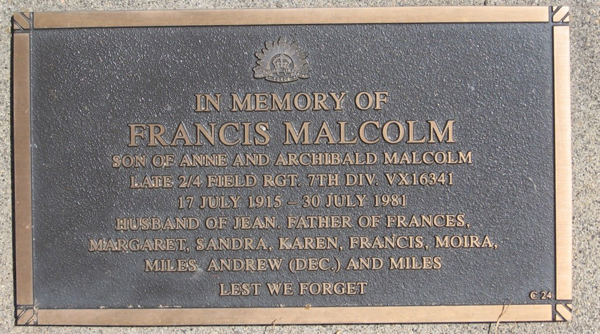 IN MEMORY OF
FRANCIS MALCOLM
SON OF ANNE AND ARCHIBALD MALCOLM
LATE 2/4 FIELD RGT. 7TH DIV. VX16341
17 JULY 1915 - 30 JULY 1981
HUSBAND OF JEAN. FATHER OF FRANCES,
MARGARET, SANDRA, KAREN, FRANCIS, MOIRA,
MILES, ANDREW (DEC.) AND MILES
LEST WE FORGET
C 24